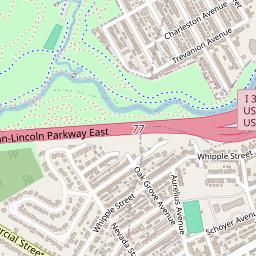 Charleston Avenue
Trevanion Avenue
I 3
US
US
77
an-Lincoln Parkway East
Whipple Street
Oak Grove Avenue
Aurelius Avenue
Whipple Street
Schoyer Avenue
rcial Street
Nevada S